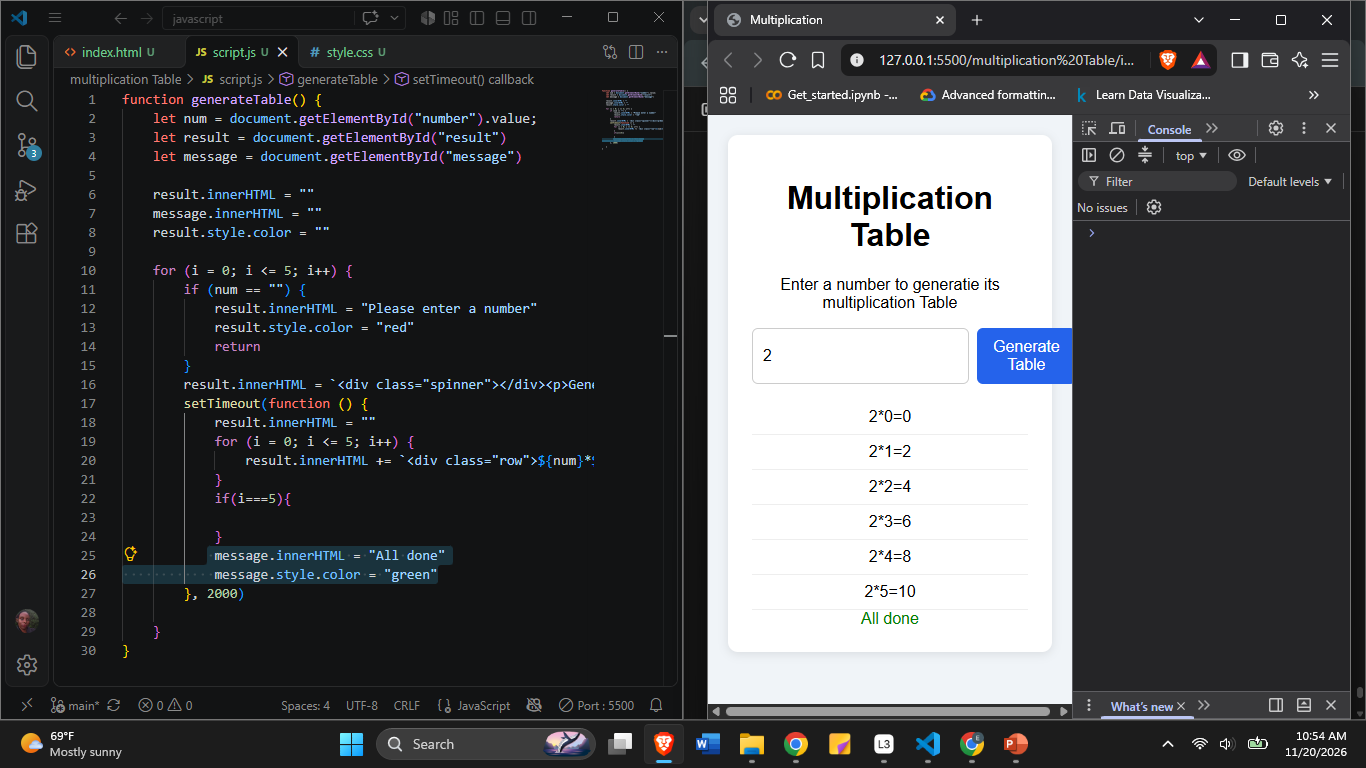 javascript
index.html U
JS script.js U
# style.css U
multiplication Table > JS script.js > generateTable > setTimeout() callback
1 function generateTable() {
2 let num = document.getElementById("number").value;
3 let result = document.getElementById("result")
4 let message = document.getElementById("message")
5
6 result.innerHTML = ""
7 message.innerHTML = ""
8 result.style.color = ""
9
10 for (i = 0; i <= 5; i++) {
11 if (num == "") {
12 result.innerHTML = "Please enter a number"
13 result.style.color = "red"
14 return
15 }
16 result.innerHTML = `<div class="spinner"></div><p>Gene
17 setTimeout(function () {
18 result.innerHTML = ""
19 for (i = 0; i <= 5; i++) {
20 result.innerHTML += `<div class="row">${num}*$
21 }
22 if(i===5){
23
24 }
25 message.innerHTML = "All done"
26 message.style.color = "green"
27 }, 2000)
28
29 }
30 }
3
main*
0
0
Spaces: 4
UTF-8
CRLF
{} JavaScript
Port : 5500
Multiplication
127.0.0.1:5500/multiplication%20Table/i...
Get_started.ipynb -...
Advanced formattin...
Learn Data Visualiza...
Multiplication
Table
Enter a number to generatie its
multiplication Table
2
Generate
Table
2*0=0
2*1=2
2*2=4
2*3=6
2*4=8
2*5=10
All done
Console
top
Filter
Default levels
No issues
What's new
69°F
Mostly sunny
Search
L3
10:54 AM
11/20/2026